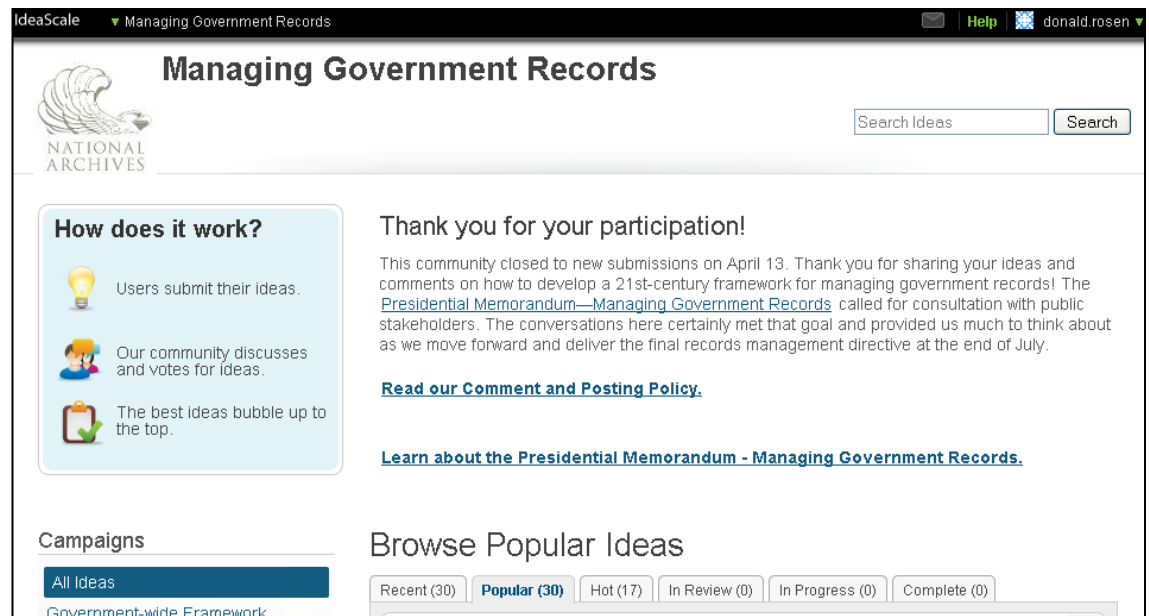 IdeaScale ▼ Managing Government Records Help donald.rosen ▼
Managing Government Records
NATIONAL
ARCHIVES
Search Ideas Search
How does it work?
Users submit their ideas.
Our community discusses
and votes for ideas.
The best ideas bubble up to
the top.
Thank you for your participation!
This community closed to new submissions on April 13. Thank you for sharing your ideas and
comments on how to develop a 21st-century framework for managing government records! The
Presidential Memorandum—Managing Government Records called for consultation with public
stakeholders. The conversations here certainly met that goal and provided us much to think about
as we move forward and deliver the final records management directive at the end of July.
Read our Comment and Posting Policy.
Learn about the Presidential Memorandum - Managing Government Records.
Campaigns
All Ideas
Government-wide Framework
Browse Popular Ideas
Recent (30) Popular (30) Hot (17) In Review (0) In Progress (0) Complete (0)